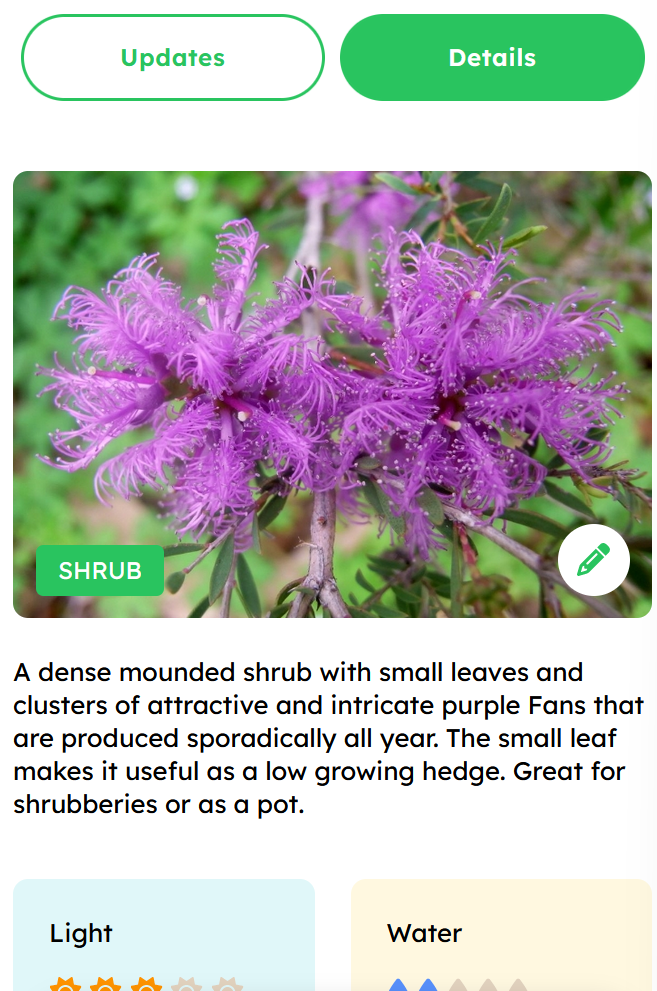 Updates
Details
SHRUB
A dense mounded shrub with small leaves and
clusters of attractive and intricate purple Fans that
are produced sporadically all year. The small leaf
makes it useful as a low growing hedge. Great for
shrubberies or as a pot.
Light
Water